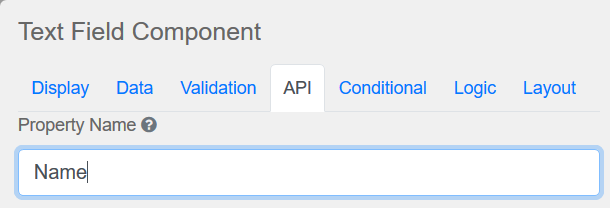 Text Field Component
Display Data Validation API Conditional Logic Layout
Property Name ?
Name